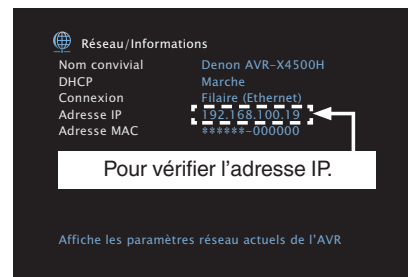 Réseau/Informations
Nom convivial Denon AVR-X4500H
DHCP Marche
Connexion Filaire (Ethernet)
Adresse IP 192.168.100.19
Adresse MAC ******-000000
Pour vérifier l'adresse IP.
Affiche les paramètres réseau actuels de l'AVR